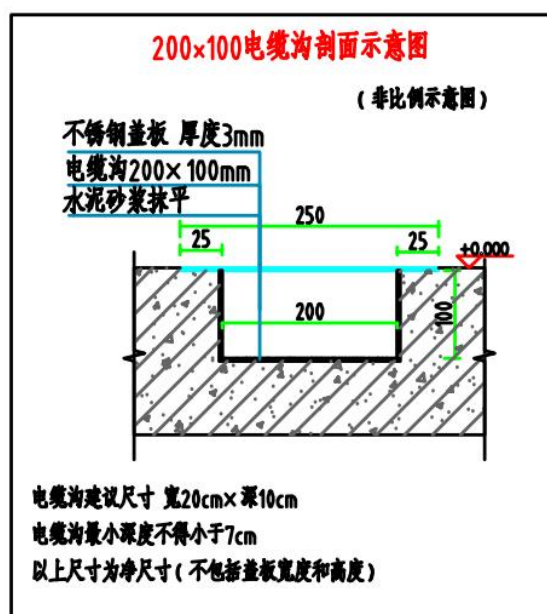 200×100电缆沟剖面示意图
(非比例示意图)
不锈钢盖板 厚度3mm
电缆沟200×100mm
水泥砂浆抹平
250
25
25
+0.000
200
100
电缆沟建议尺寸 宽20cm×深10cm
电缆沟最小深度不得小于7cm
以上尺寸为净尺寸(不包括盖板宽度和高度)